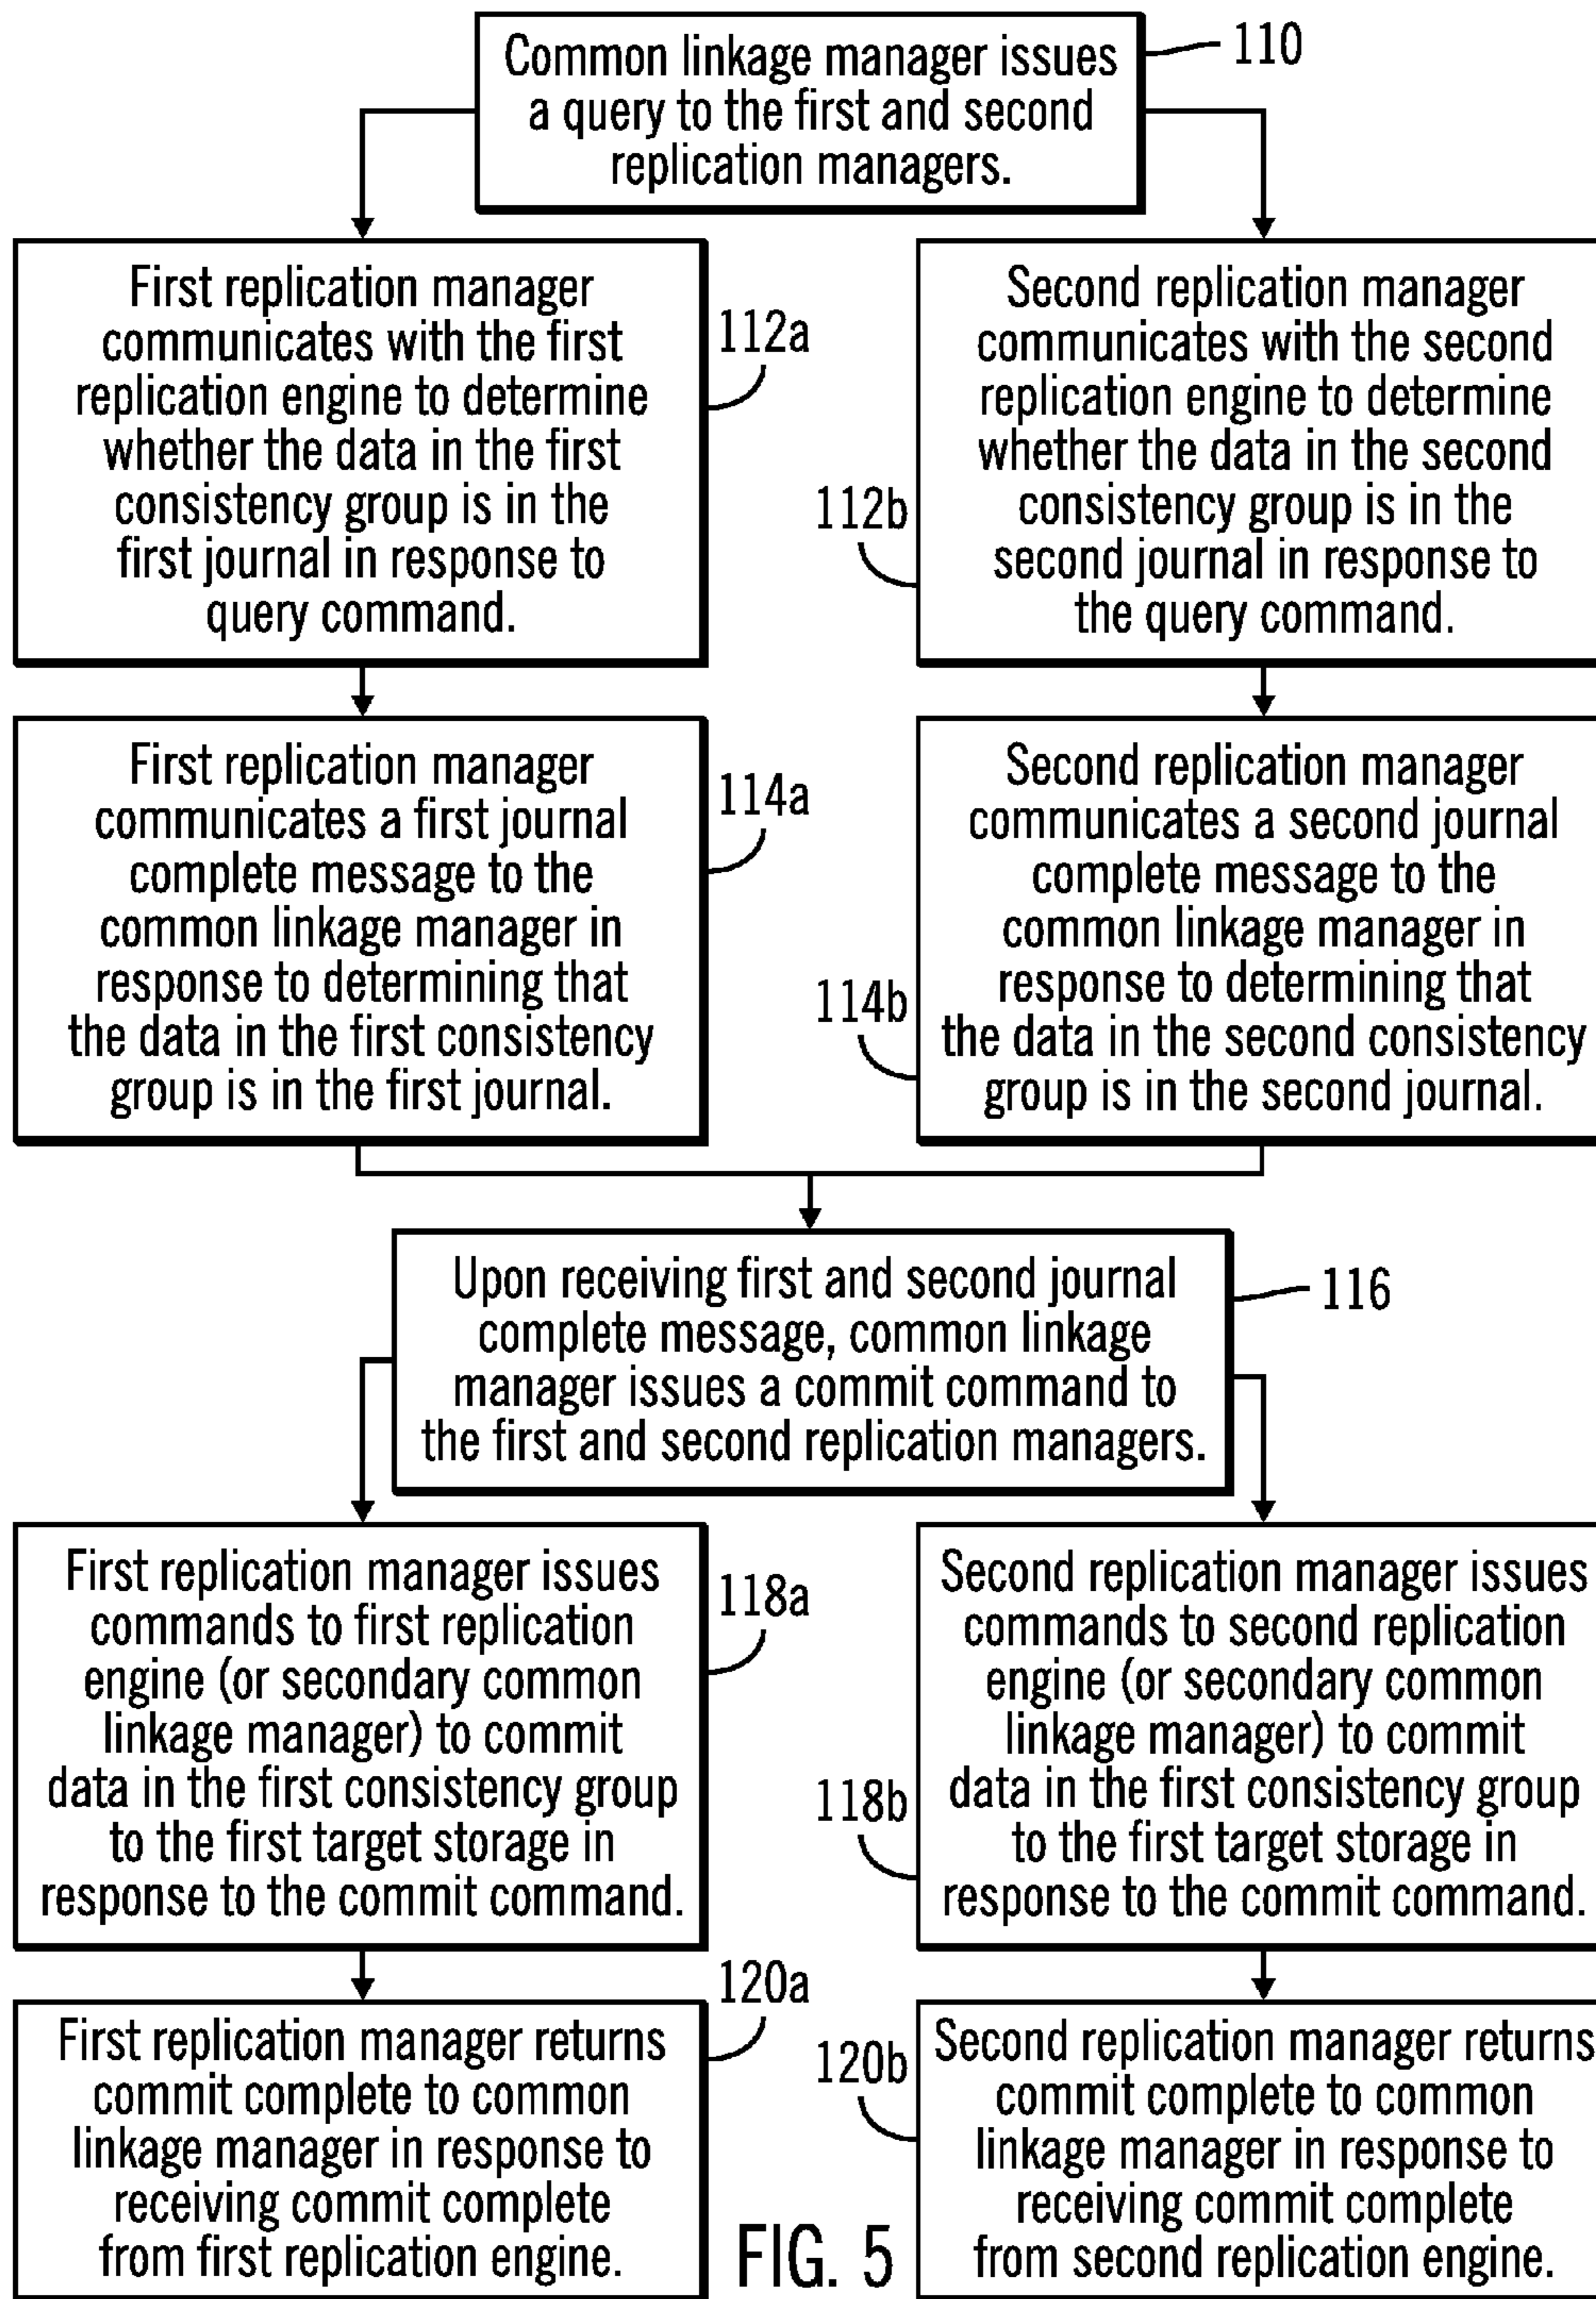 Common linkage manager issues
a query to the first and second
replication managers.
110
First replication manager
communicates with the first
replication engine to determine
whether the data in the first
consistency group is in the
first journal in response to
query command.
112a
Second replication manager
communicates with the second
replication engine to determine
whether the data in the second
consistency group is in the
second journal in response to
the query command.
112b
First replication manager
communicates a first journal
complete message to the
common linkage manager in
response to determining that
the data in the first consistency
group is in the first journal.
114a
Second replication manager
communicates a second journal
complete message to the
common linkage manager in
response to determining that
the data in the second consistency
group is in the second journal.
114b
Upon receiving first and second journal
complete message, common linkage
manager issues a commit command to
the first and second replication managers.
116
First replication manager issues
commands to first replication
engine (or secondary common
linkage manager) to commit
data in the first consistency group
to the first target storage in
response to the commit command.
118a
Second replication manager issues
commands to second replication
engine (or secondary common
linkage manager) to commit
data in the first consistency group
to the first target storage in
response to the commit command.
118b
First replication manager returns
commit complete to common
linkage manager in response to
receiving commit complete
from first replication engine.
120a
Second replication manager returns
commit complete to common
linkage manager in response to
receiving commit complete
from second replication engine.
120b
FIG. 5